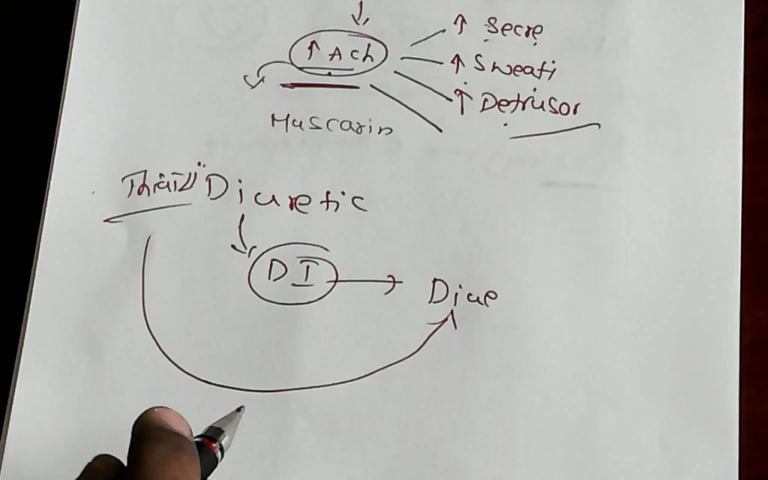 ↑ Secre
↑ Ach
↑ Sweati
↑ Detrusor
Muscarin
Diuretic
DI → Diue